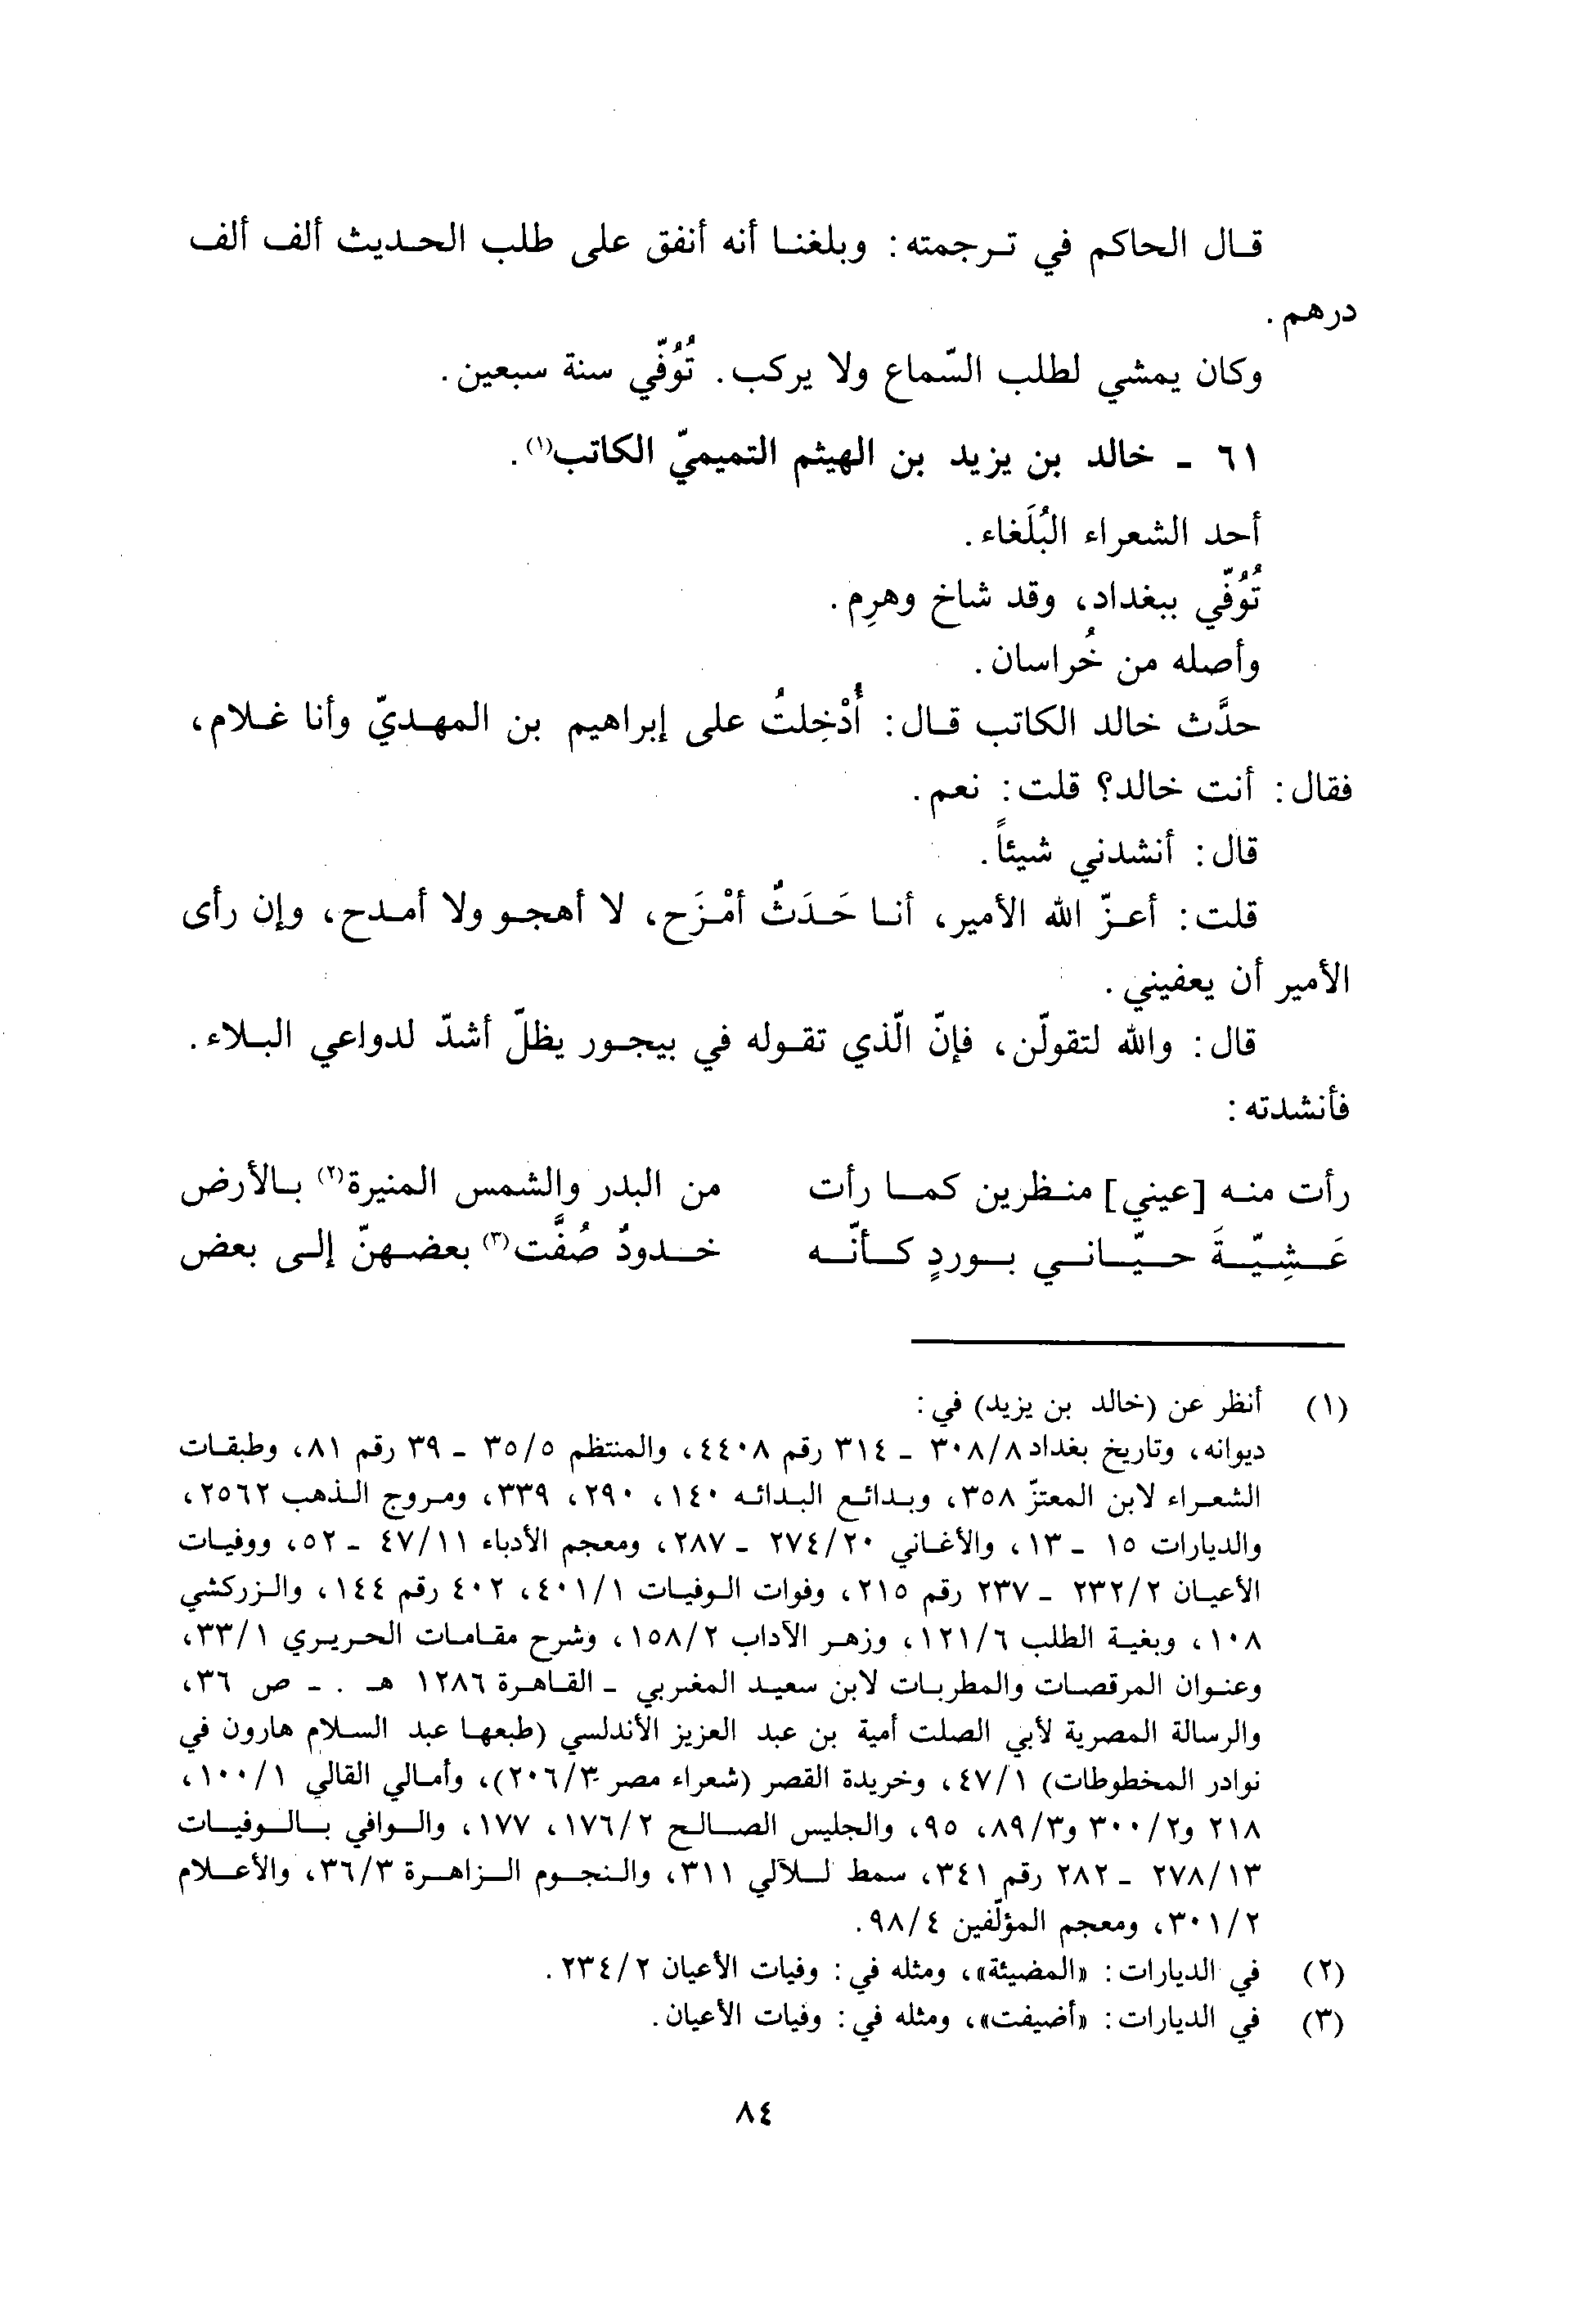 قال الحاكم في ترجمته: وبلغنا أنه أنفق على طلب الحديث ألف ألف
درهم.
وكان يمشي لطلب السّماع ولا يركب. تُوُفّي سنة سبعين.
٦١ - خالد بن يزيد بن الهيثم التميميّ الكاتب(١).
أحد الشعراء البُلَغاء.
تُوُفّي ببغداد، وقد شاخ وهرِم.
وأصله من خُراسان.
حدَّث خالد الكاتب قال: أُدْخِلتُ على إبراهيم بن المهديّ وأنا غلام،
فقال: أنت خالد؟ قلت: نعم.
قال: أنشدني شيئاً.
قلت: أعزّ الله الأمير، أنا حَدَثٌ أمْزَح، لا أهجو ولا أمدح، وإن رأى
الأمير أن يعفيني.
قال: والله لتقولّن، فإنّ الّذي تقوله في بيجور يظلّ أشدّ لدواعي البلاء.
فأنشدته:
رأت منه [عيني] منظرين كما رأت من البدر والشمس المنيرة(٢) بالأرض
عَشِيّةَ حيّاني بوردٍ كأنّه خدودٌ صُفَّت(٣) بعضهنّ إلى بعض
(١) أنظر عن (خالد بن يزيد) في:
ديوانه، وتاريخ بغداد ٣٠٨/٨ - ٣١٤ رقم ٤٤٠٨، والمنتظم ٣٥/٥ - ٣٩ رقم ٨١، وطبقات
الشعراء لابن المعتزّ ٣٥٨، وبدائع البدائه ١٤٠، ٢٩٠، ٣٣٩، ومروج الذهب ٢٥٦٢،
والديارات ١٥ - ١٣، والأغاني ٢٧٤/٢٠ - ٢٨٧، ومعجم الأدباء ٤٧/١١ - ٥٢، ووفيات
الأعيان ٢٣٢/٢ - ٢٣٧ رقم ٢١٥، وفوات الوفيات ٤٠١/١، ٤٠٢ رقم ١٤٤، والزركشي
١٠٨، وبغية الطلب ١٢١/٦، وزهر الآداب ١٥٨/٢، وشرح مقامات الحريري ٣٣/١،
وعنوان المرقصات والمطربات لابن سعيد المغربي - القاهرة ١٢٨٦ هـ . - ص ٣٦،
والرسالة المصرية لأبي الصلت أمية بن عبد العزيز الأندلسي (طبعها عبد السلام هارون في
نوادر المخطوطات) ٤٧/١، وخريدة القصر (شعراء مصر ٢٠٦/٣)، وأمالي القالي ١٠٠/١،
٢١٨ و٣٠٠/٢ و٨٩/٣، ٩٥، والجليس الصالح ١٧٦/٢، ١٧٧، والوافي بالوفيات
٢٧٨/١٣ - ٢٨٢ رقم ٣٤١، سمط للآلي ٣١١، والنجوم الزاهرة ٣٦/٣، والأعلام
٣٠١/٢، ومعجم المؤلّفين ٩٨/٤.
(٢) في الديارات: «المضيئة»، ومثله في: وفيات الأعيان ٢٣٤/٢.
(٣) في الديارات: «أضيفت»، ومثله في: وفيات الأعيان.
٨٤